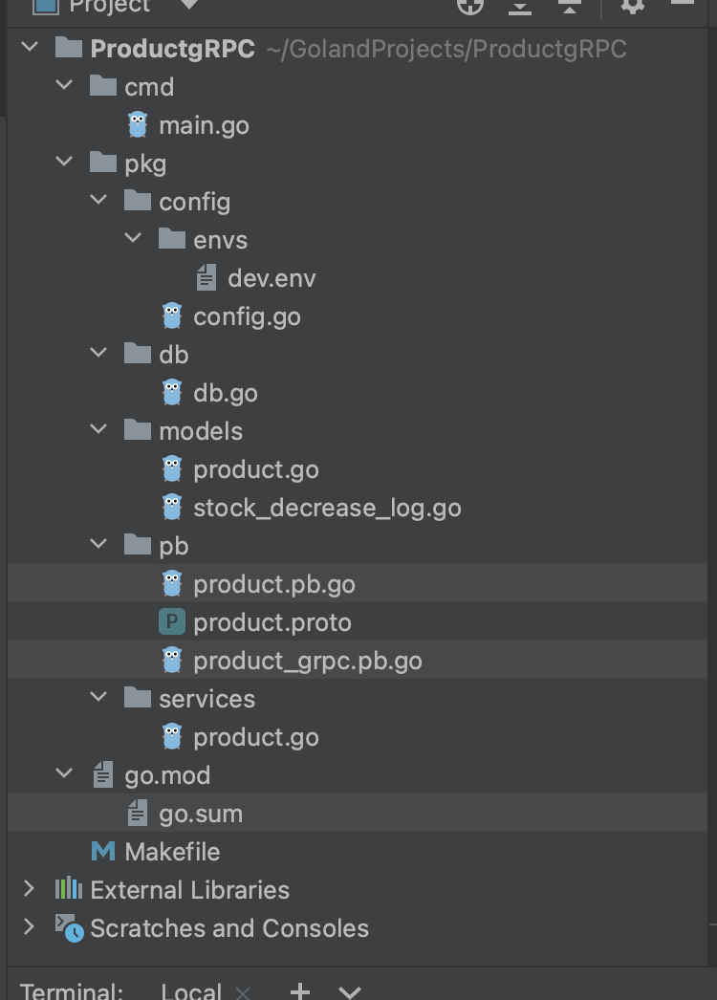 Project
ProductgRPC ~/GolandProjects/ProductgRPC
cmd
main.go
pkg
config
envs
dev.env
config.go
db
db.go
models
product.go
stock_decrease_log.go
pb
product.pb.go
P product.proto
product_grpc.pb.go
services
product.go
go.mod
go.sum
M Makefile
External Libraries
Scratches and Consoles
Terminal: Local × +